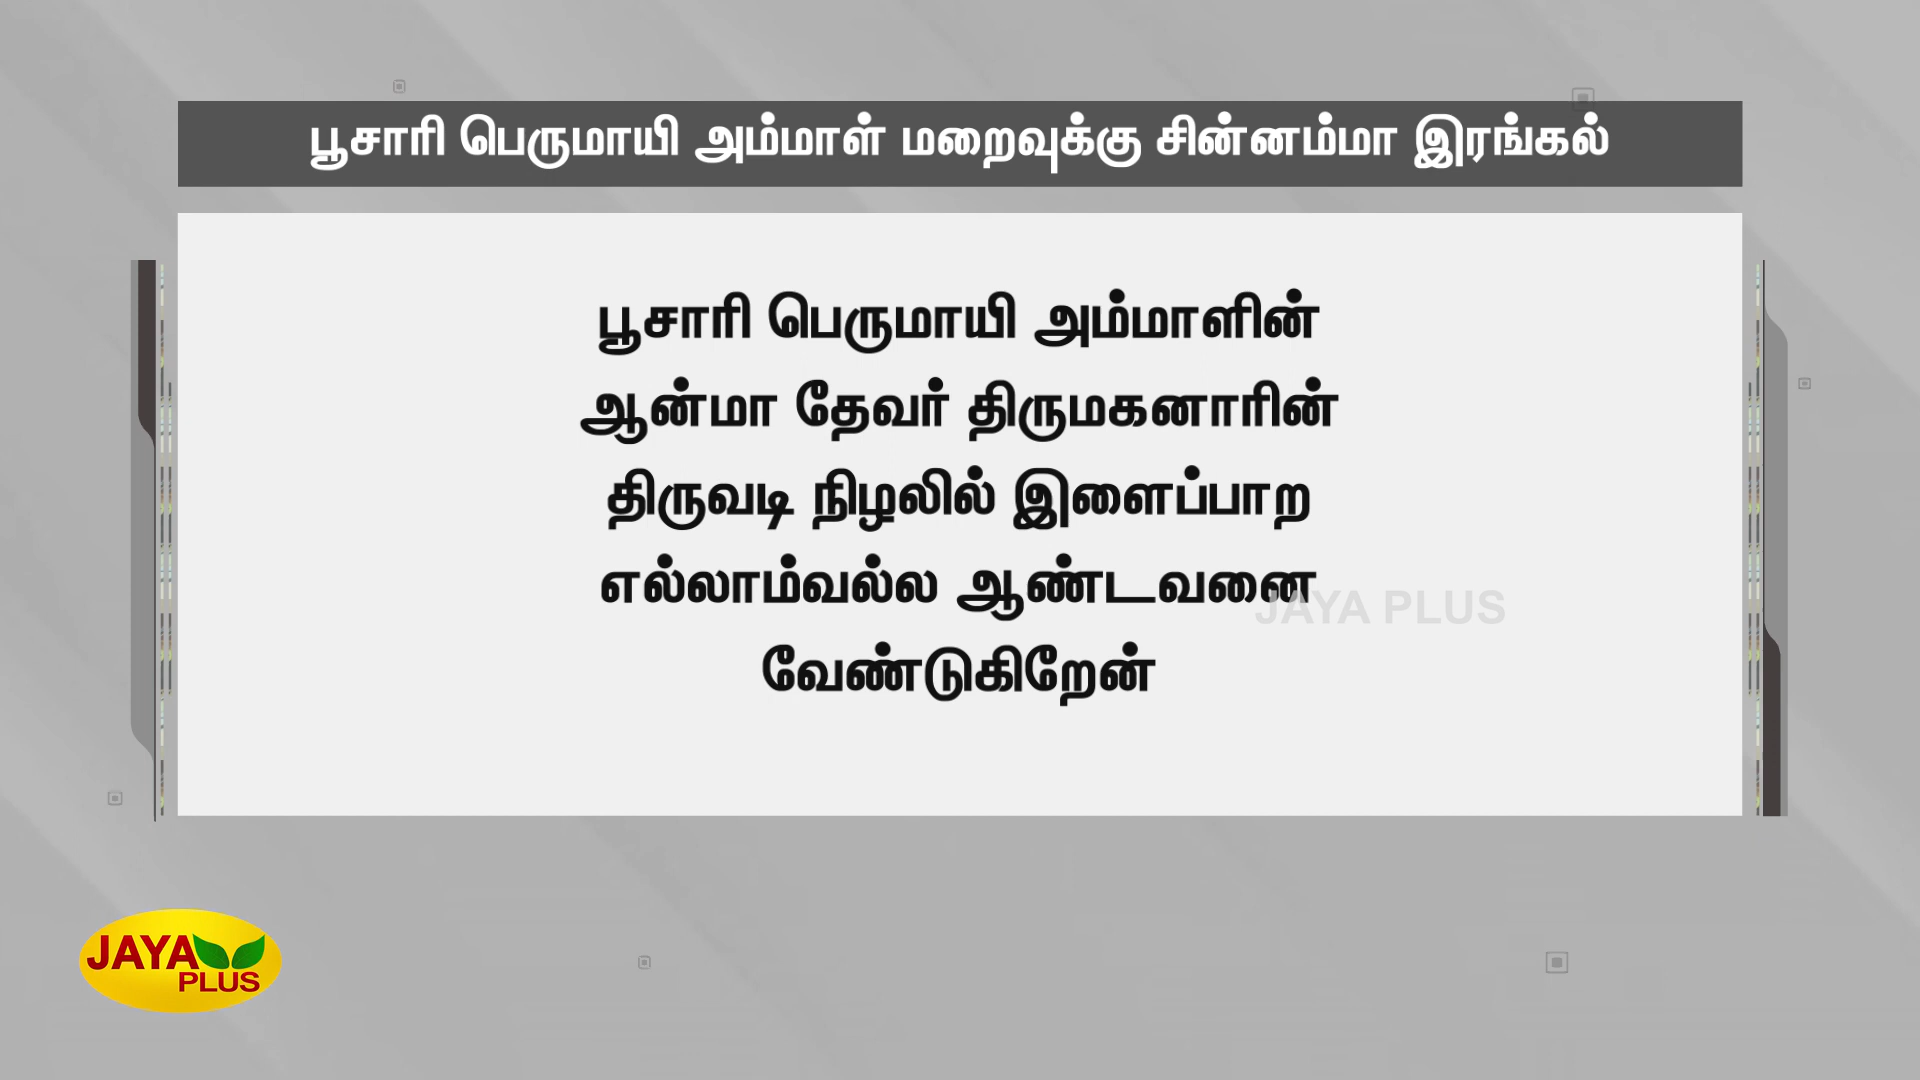 பூசாரி பெருமாயி அம்மாள் மறைவுக்கு சின்னம்மா இரங்கல்
பூசாரி பெருமாயி அம்மாளின்
ஆன்மா தேவர் திருமகனாரின்
திருவடி நிழலில் இளைப்பாற
எல்லாம்வல்ல ஆண்டவனை
JAYA PLUS
வேண்டுகிறேன்
JAYA
PLUS